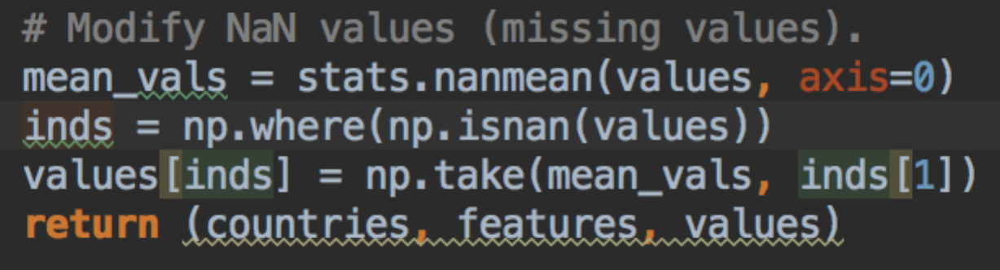 # Modify NaN values (missing values).
mean_vals = stats.nanmean(values, axis=0)
inds = np.where(np.isnan(values))
values[inds] = np.take(mean_vals, inds[1])
return (countries, features, values)